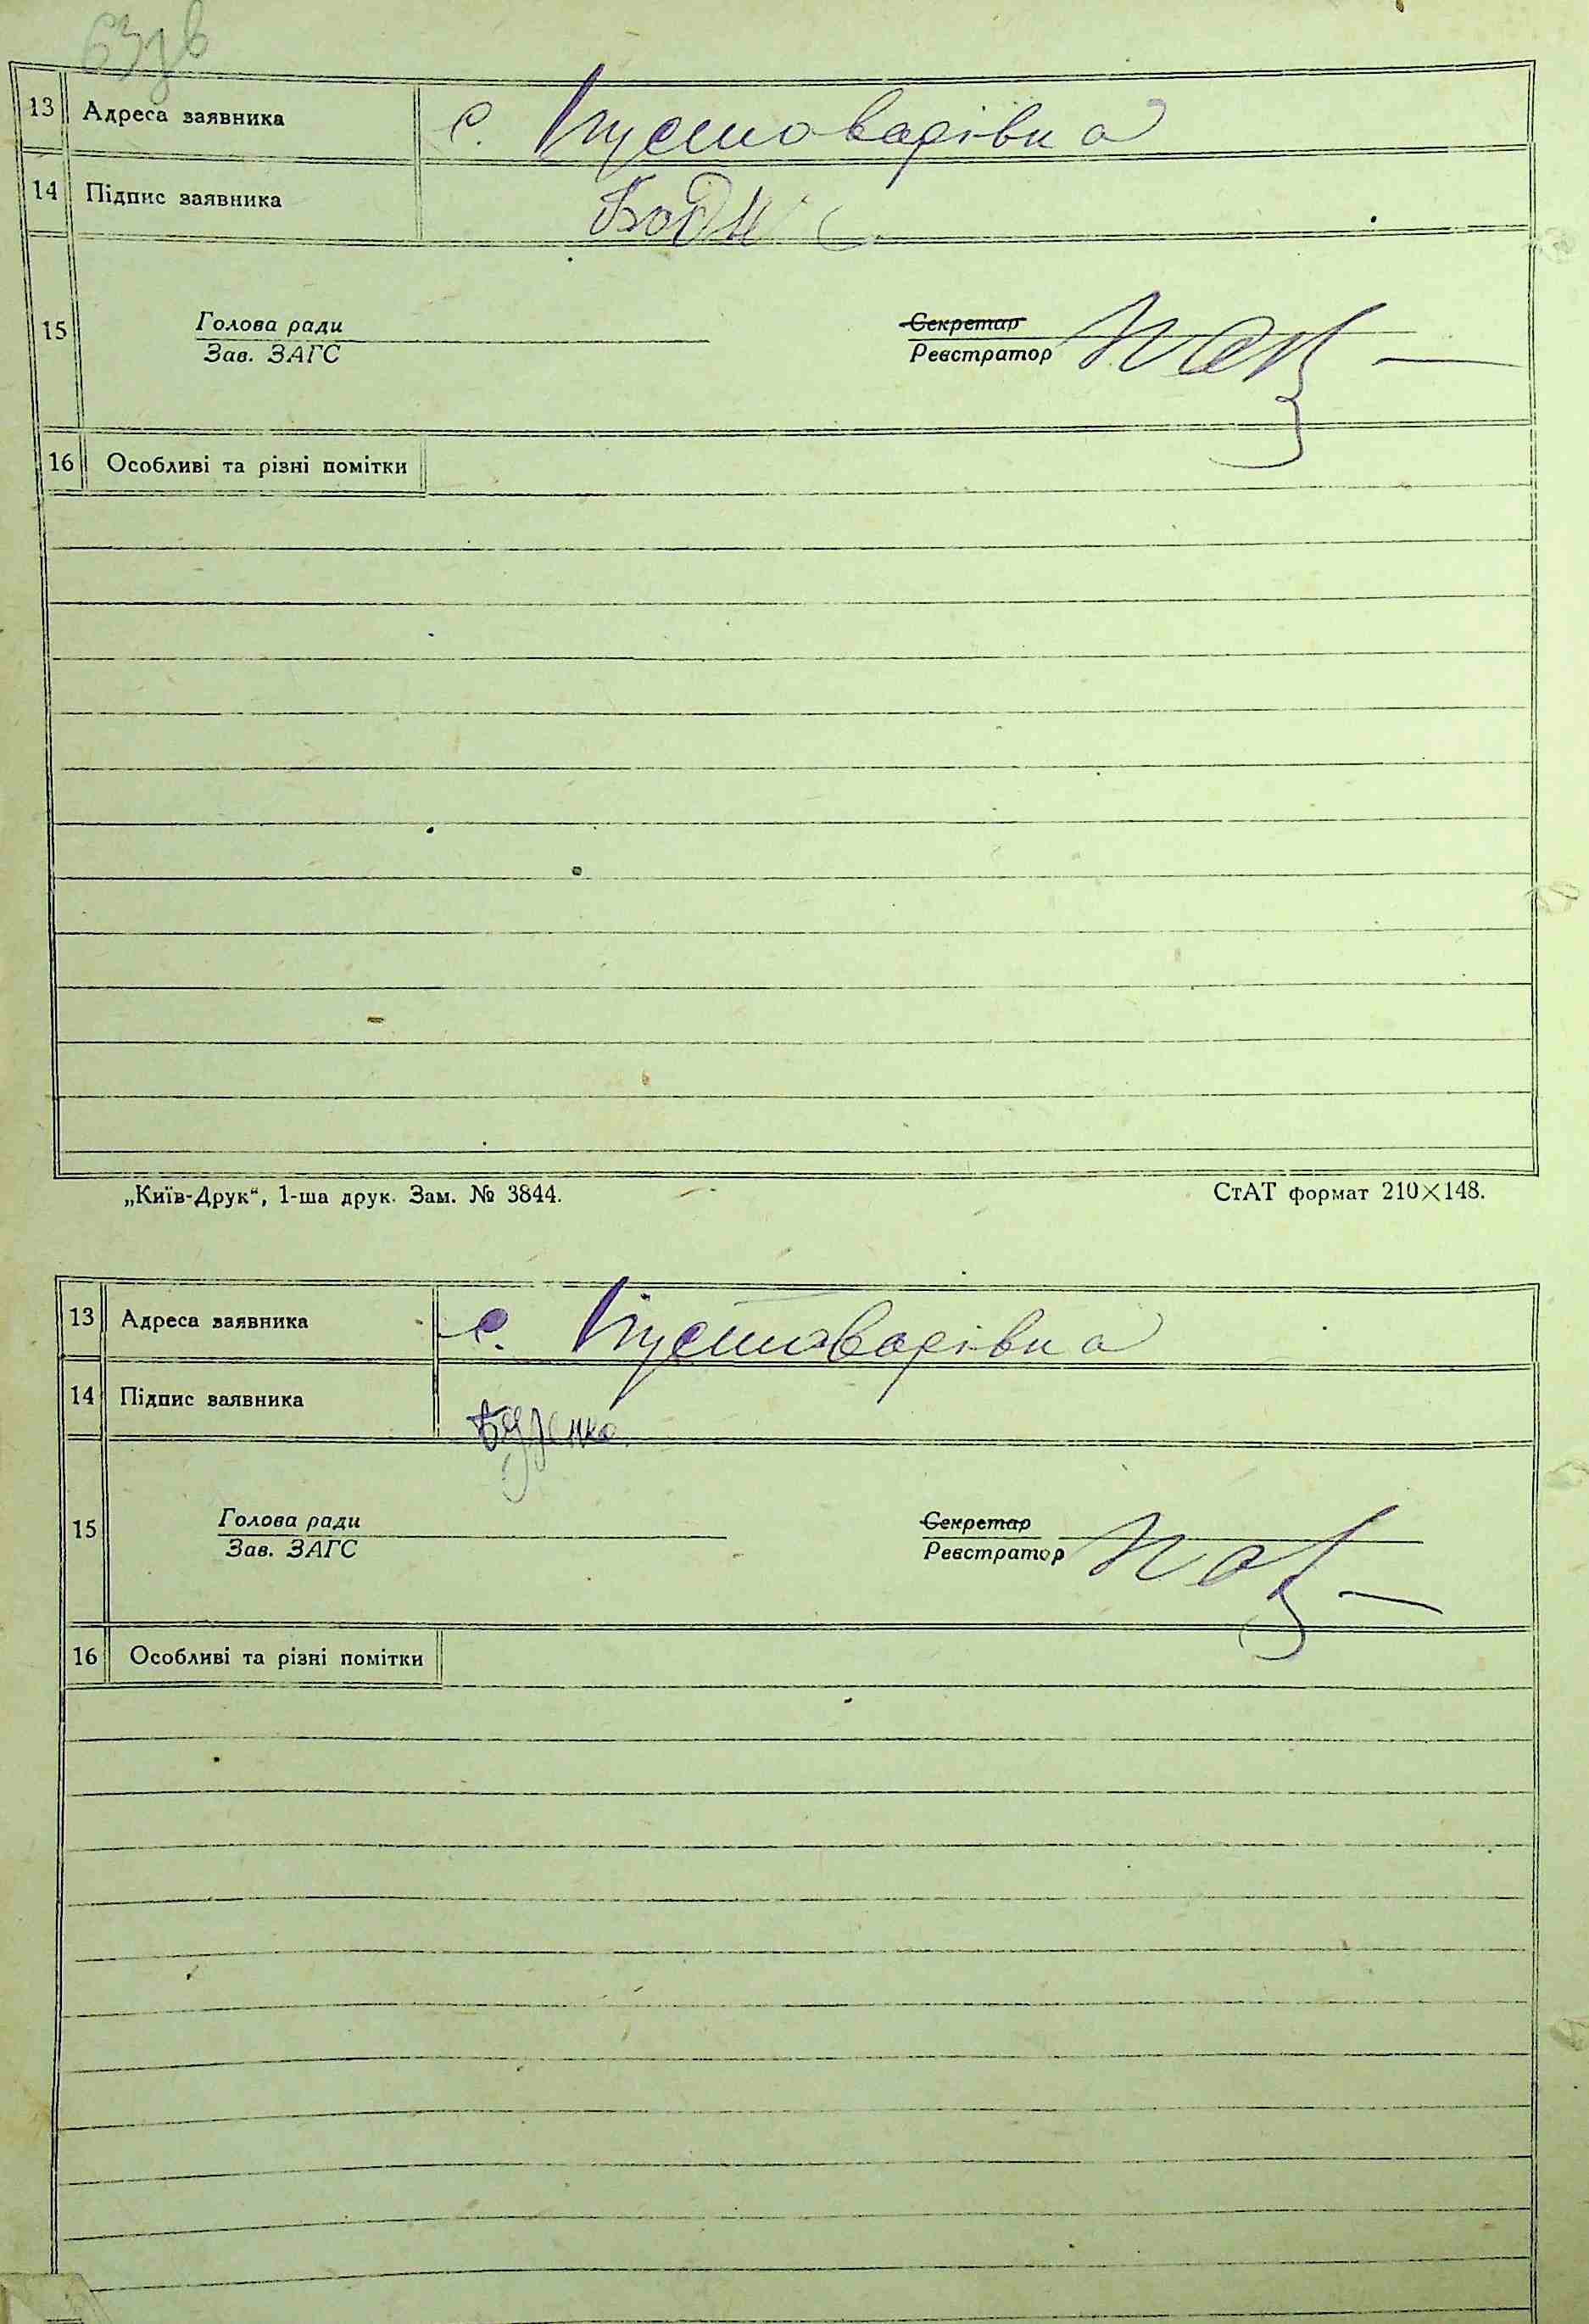 63зв
13 Адреса заявника с. Пустоварівка
14 Підпис заявника
15 Голова ради Секретар
Зав. ЗАГС Реєстратор
16 Особливі та різні помітки
„Київ-Друк“, 1-ша друк. Зам. № 3844. СтАТ формат 210×148.
13 Адреса заявника с. Пустоварівка
14 Підпис заявника
15 Голова ради Секретар
Зав. ЗАГС Реєстратор
16 Особливі та різні помітки